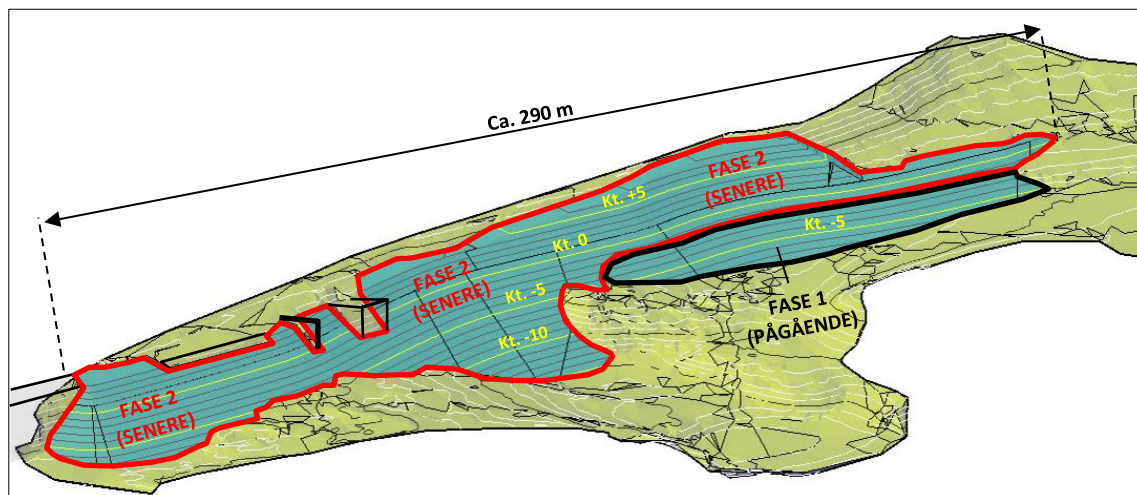 Ca. 290 m
FASE 2
(SENERE)
Kt. +5
Kt. -5
Kt. 0
FASE 2
(SENERE)
Kt. -5
FASE 1
(PÅGÅENDE)
Kt. -10
FASE 2
(SENERE)